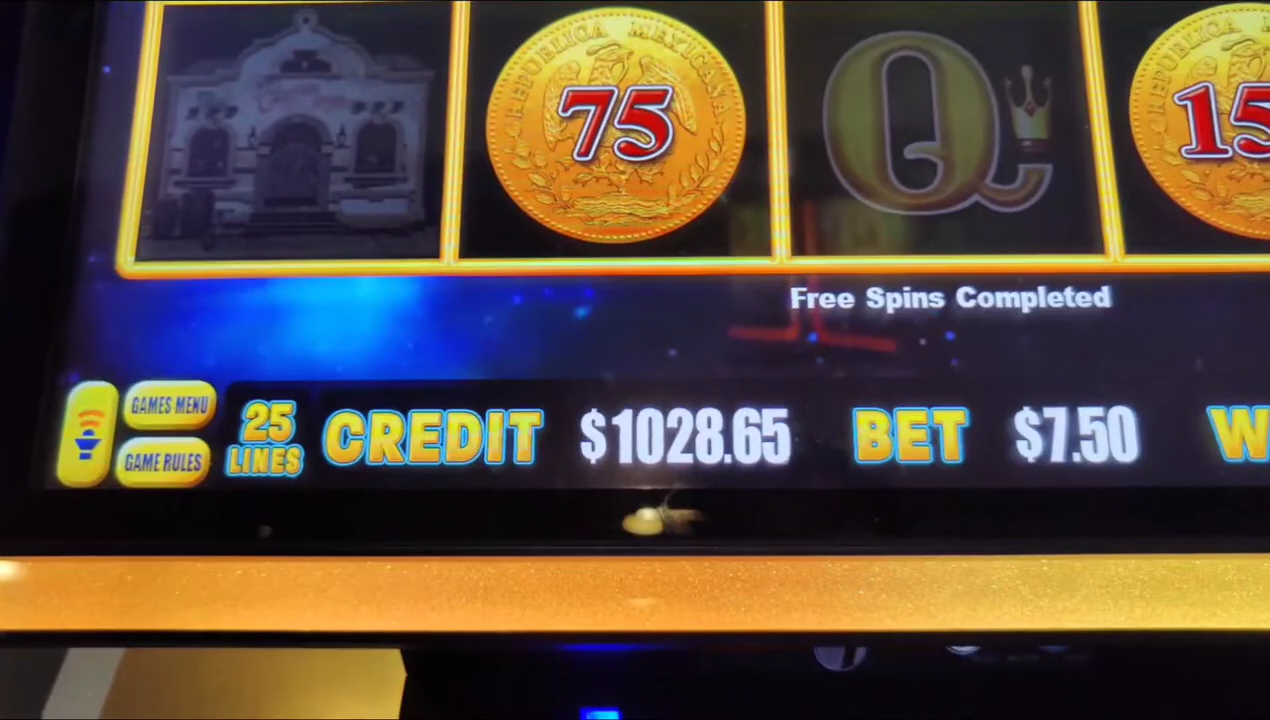 REPUBLICA MEXICANA
75
Q
REPUBLICA
15
Free Spins Completed
GAMES MENU
GAME RULES
25
LINES
CREDIT $1028.65 BET $7.50 W